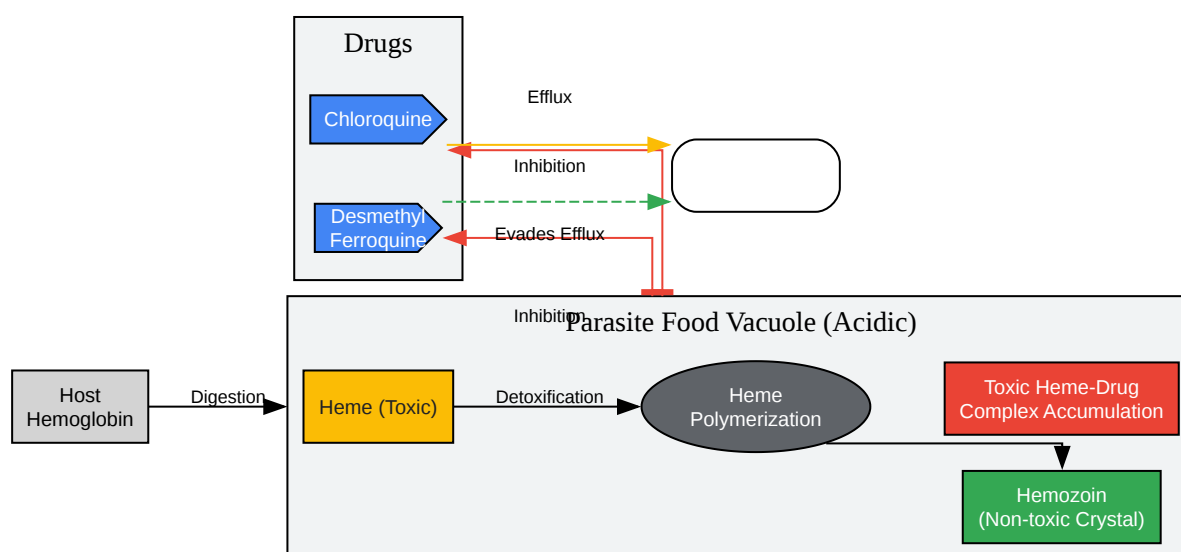 Drugs
Efflux
Chloroquine
Inhibition
Desmethyl
Ferroquine
Evades Efflux
Inhibition
Parasite Food Vacuole (Acidic)
Host
Hemoglobin
Digestion
Heme (Toxic)
Detoxification
Heme
Polymerization
Toxic Heme-Drug
Complex Accumulation
Hemozoin
(Non-toxic Crystal)